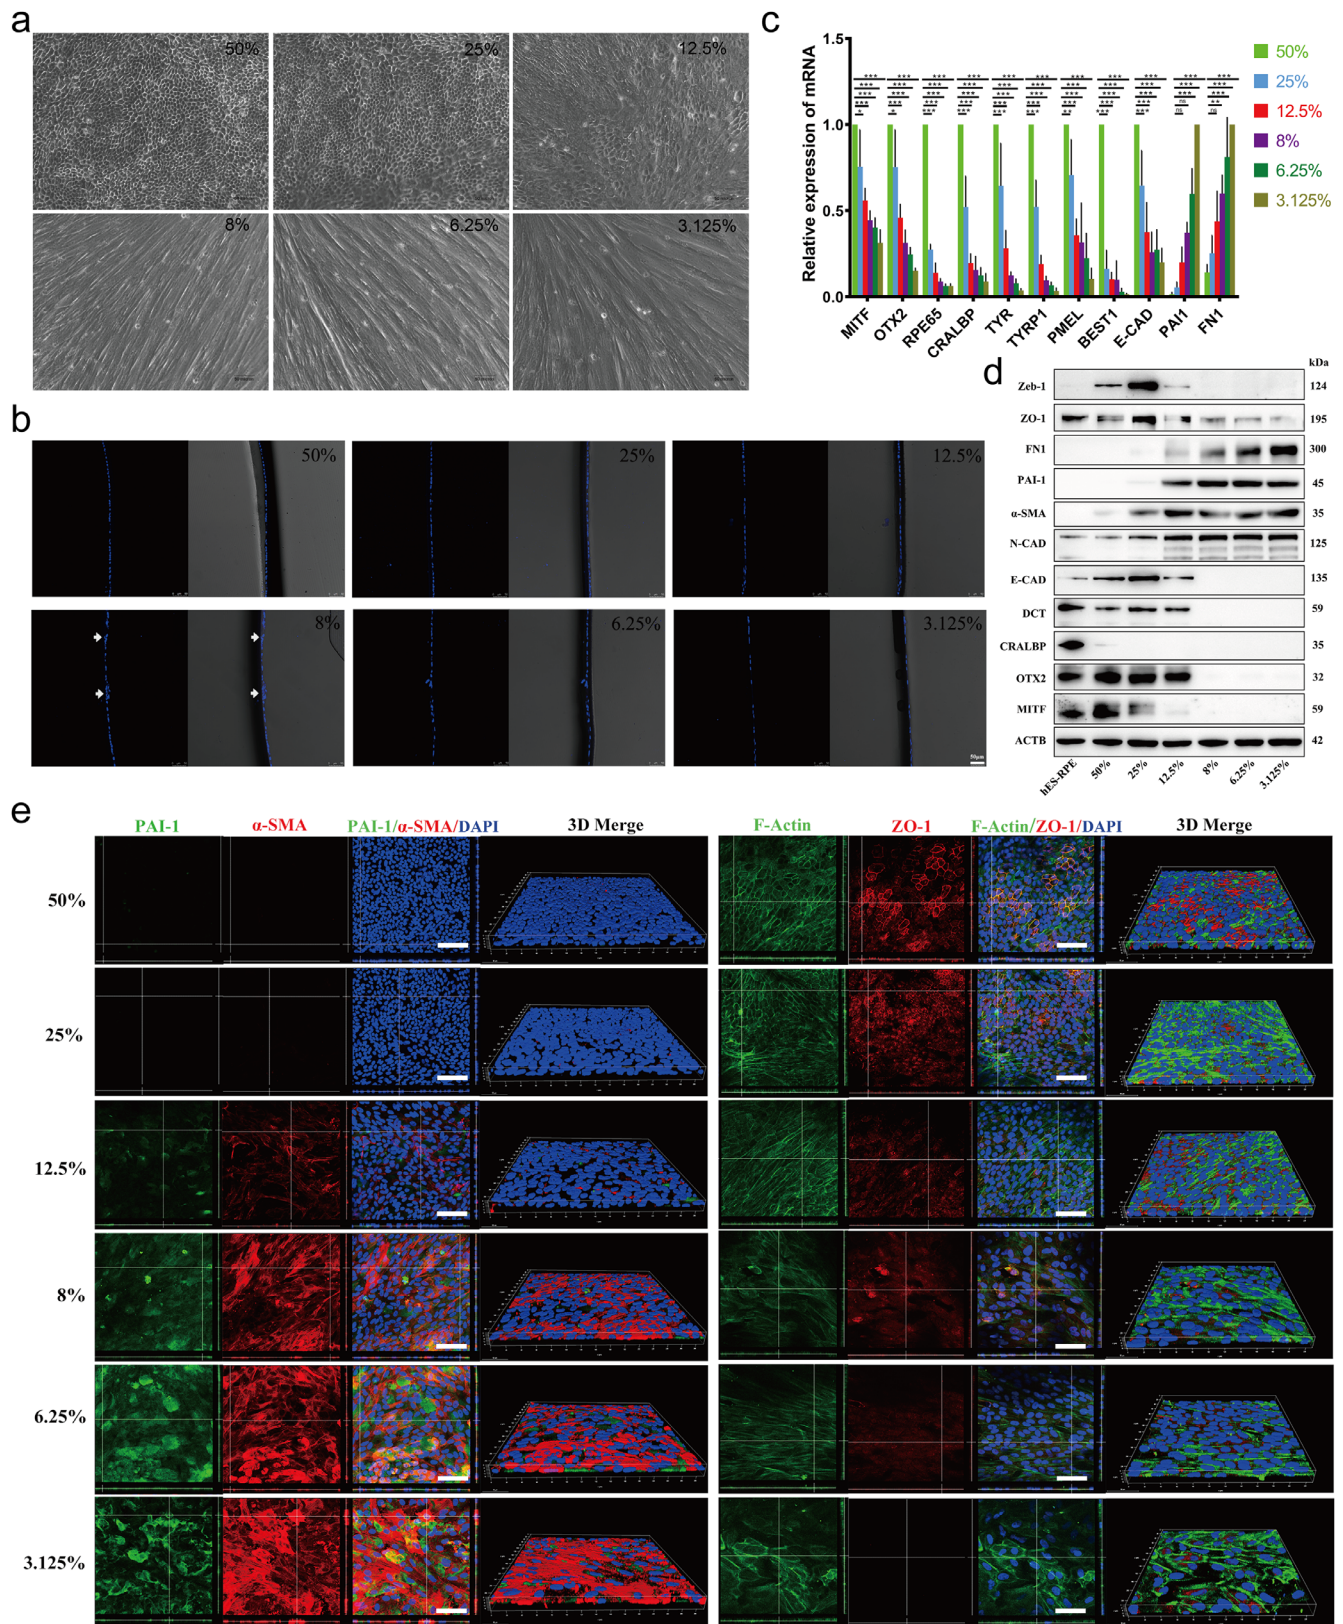 a
50%
25%
12.5%
8%
6.25%
3.125%
b
50%
25%
12.5%
8%
6.25%
3.125%
50μm
c
Relative expression of mRNA
1.5
1.0
0.5
0.0
MITF
OTX2
RPE65
CRALBP
TYR
TYRP1
PMEL
BEST1
E-CAD
PAI1
FN1
50%
25%
12.5%
8%
6.25%
3.125%
d
kDa
Zeb-1 124
ZO-1 195
FN1 300
PAI-1 45
α-SMA 35
N-CAD 125
E-CAD 135
DCT 59
CRALBP 35
OTX2 32
MITF 59
ACTB 42
hES-RPE 50% 25% 12.5% 8% 6.25% 3.125%
e
PAI-1 α-SMA PAI-1/α-SMA/DAPI 3D Merge F-Actin ZO-1 F-Actin/ZO-1/DAPI 3D Merge
50%
25%
12.5%
8%
6.25%
3.125%